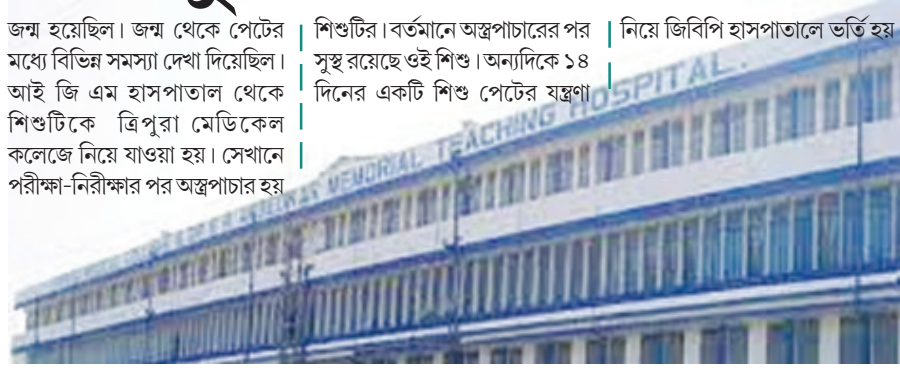 জন্ম হয়েছিল। জন্ম থেকে পেটের
মধ্যে বিভিন্ন সমস্যা দেখা দিয়েছিল।
আই জি এম হাসপাতাল থেকে
শিশুটিকে ত্রিপুরা মেডিকেল
কলেজে নিয়ে যাওয়া হয়। সেখানে
পরীক্ষা-নিরীক্ষার পর অস্ত্রপাচার হয়
শিশুটির। বর্তমানে অস্ত্রপাচারের পর
সুস্থ রয়েছে ওই শিশু। অন্যদিকে ১৪
দিনের একটি শিশু পেটের যন্ত্রণা
নিয়ে জিবিপি হাসপাতালে ভর্তি হয়
MEMORIAL TEACHING HOSPITAL.